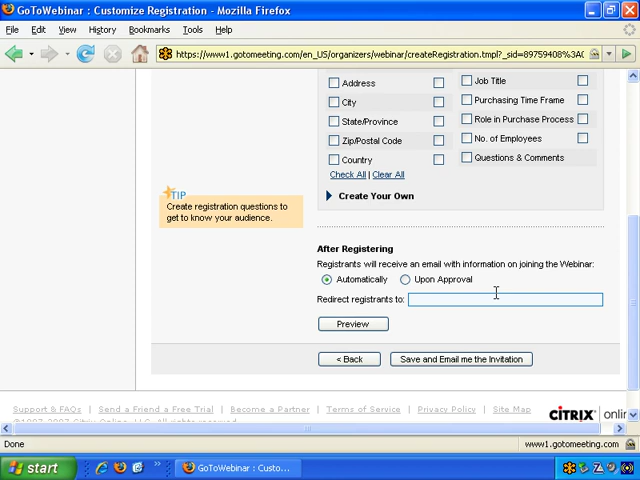 GoToWebinar : Customize Registration - Mozilla Firefox
File Edit View History Bookmarks Tools Help
https://www1.gotomeeting.com/en_US/organizers/webinar/createRegistration.tmpl?_sid=89759408%3A
Address
Job Title
City
Purchasing Time Frame
State/Province
Role in Purchase Process
Zip/Postal Code
No. of Employees
Country
Questions & Comments
Check All | Clear All
Create Your Own
TIP
Create registration questions to
get to know your audience.
After Registering
Registrants will receive an email with information on joining the Webinar:
Automatically Upon Approval
Redirect registrants to:
Preview
< Back Save and Email me the Invitation
Support & FAQs | Send a Friend a Free Trial | Become a Partner | Terms of Service | Privacy Policy | Site Map
CITRIX onlin
Done www1.gotomeeting.com
start GoToWebinar : Custo...